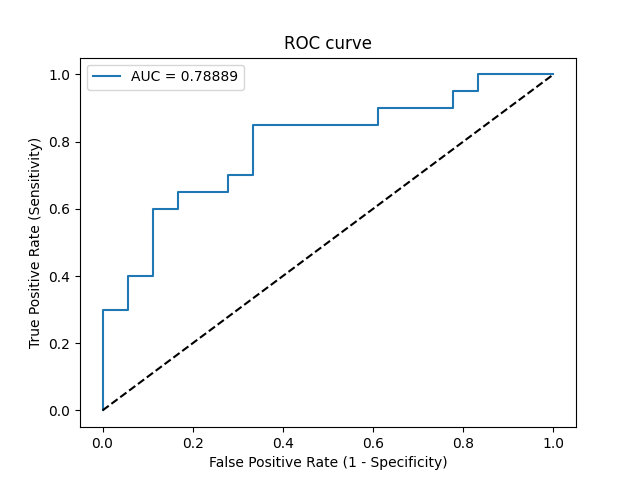 ROC curve
AUC = 0.78889
True Positive Rate (Sensitivity)
1.0
0.8
0.6
0.4
0.2
0.0
0.0 0.2 0.4 0.6 0.8 1.0
False Positive Rate (1 - Specificity)